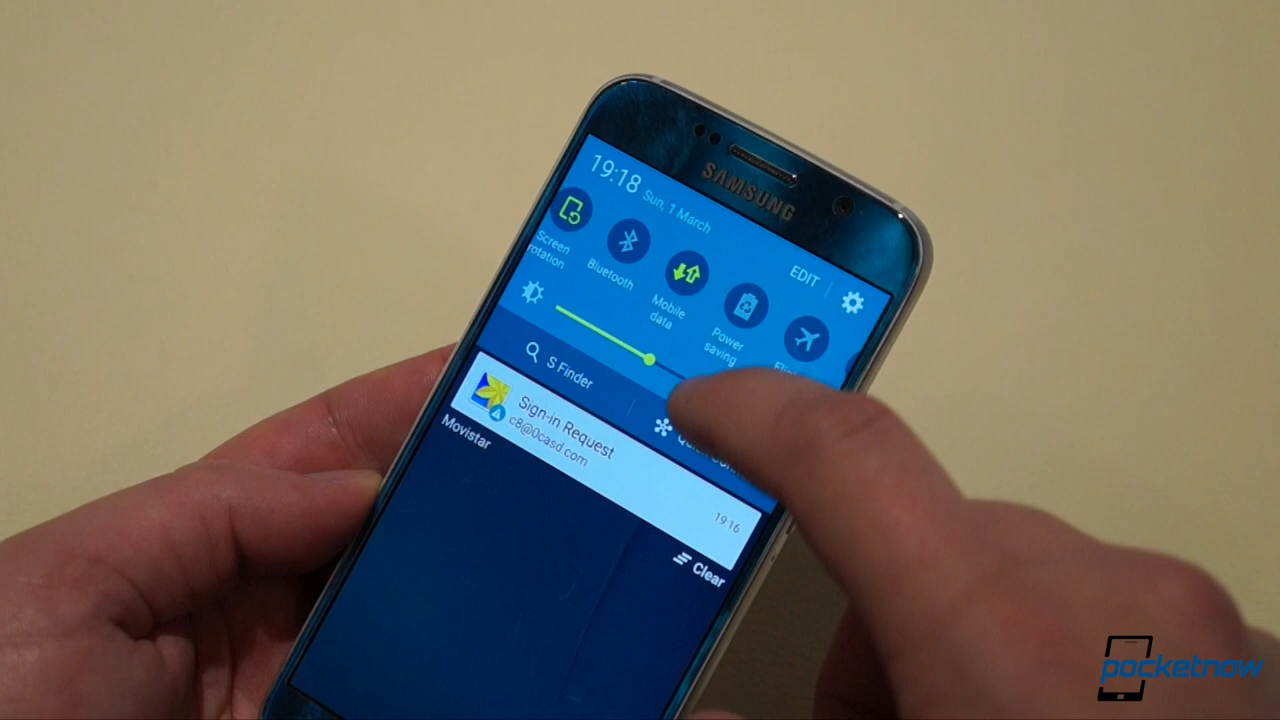 SAMSUNG
19:18 Sun, 1 March
EDIT
Screen
rotation
Bluetooth
Mobile
data
Power
saving
S Finder
Sign-in Request
c8@0casd.com
19:16
Movistar
Clear
pocketnow